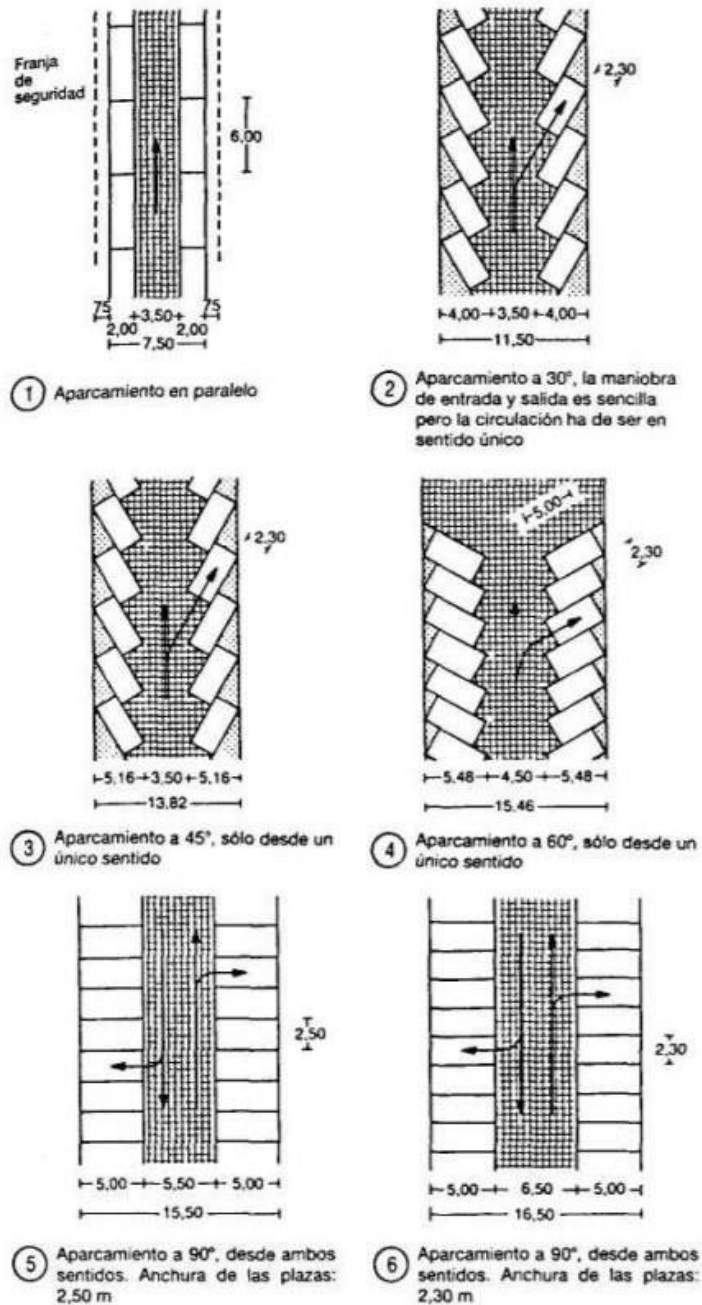 Franja
de
seguridad
6,00
75 3,50 75
2,00 2,00
7,50
1 Aparcamiento en paralelo
2,30
4,00 3,50 4,00
11,50
2 Aparcamiento a 30°, la maniobra
de entrada y salida es sencilla
pero la circulación ha de ser en
sentido único
2,30
5,16 3,50 5,16
13,82
3 Aparcamiento a 45°, sólo desde un
único sentido
5,00
2,30
5,48 4,50 5,48
15,46
4 Aparcamiento a 60°, sólo desde un
único sentido
2,50
5,00 5,50 5,00
15,50
5 Aparcamiento a 90°, desde ambos
sentidos. Anchura de las plazas:
2,50 m
2,30
5,00 6,50 5,00
16,50
6 Aparcamiento a 90°, desde ambos
sentidos. Anchura de las plazas:
2,30 m